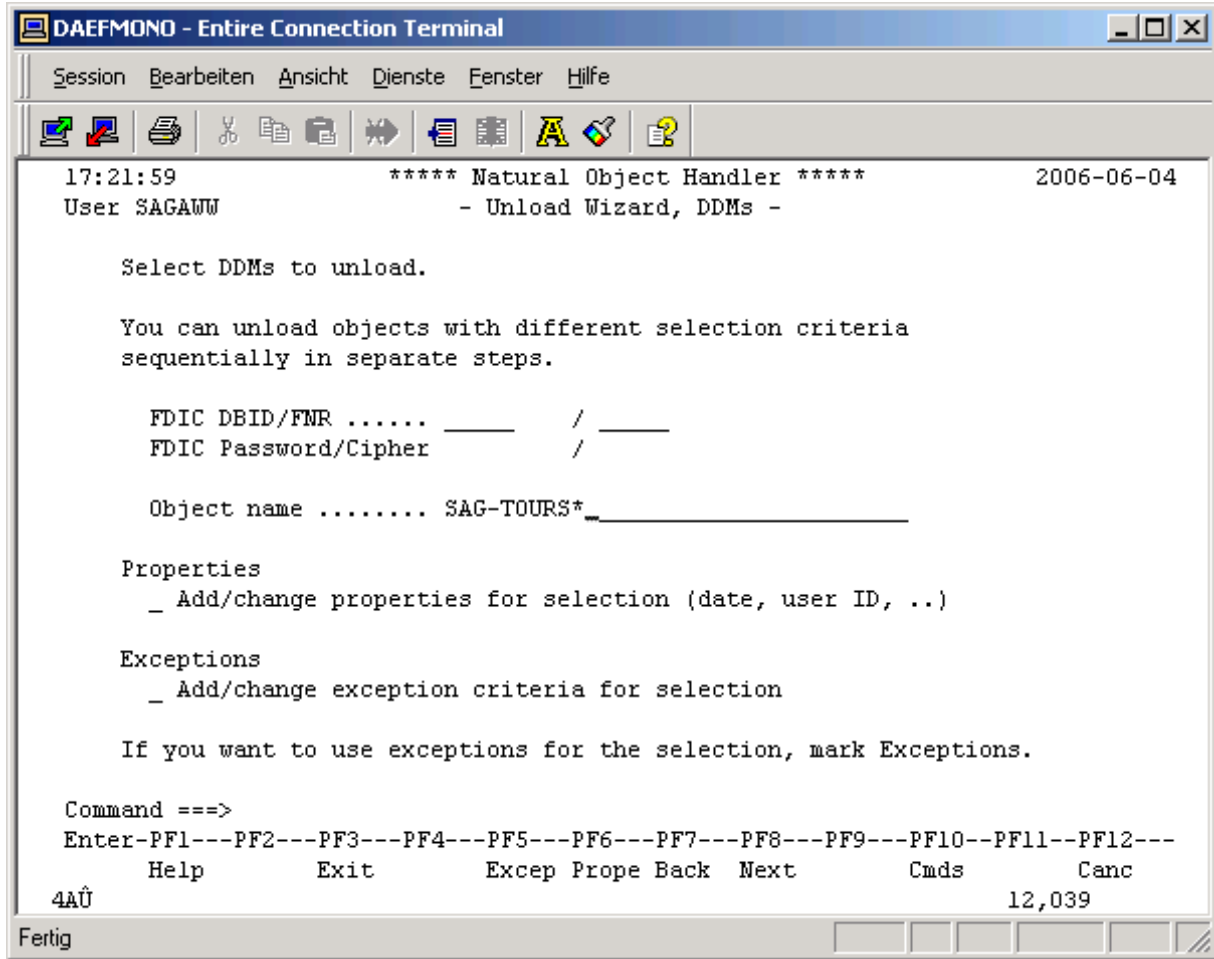 DAEFMONO - Entire Connection Terminal
Session Bearbeiten Ansicht Dienste Fenster Hilfe
17:21:59 ***** Natural Object Handler ***** 2006-06-04
User SAGAWW - Unload Wizard, DDMs -
Select DDMs to unload.
You can unload objects with different selection criteria
sequentially in separate steps.
FDIC DBID/FNR ...... _____ / _____
FDIC Password/Cipher /
Object name ........ SAG-TOURS*_______________________
Properties
_ Add/change properties for selection (date, user ID, ..)
Exceptions
_ Add/change exception criteria for selection
If you want to use exceptions for the selection, mark Exceptions.
Command ===>
Enter-PF1---PF2---PF3---PF4---PF5---PF6---PF7---PF8---PF9---PF10--PF11--PF12---
Help Exit Excep Prope Back Next Cmds Canc
4AÛ 12,039
Fertig